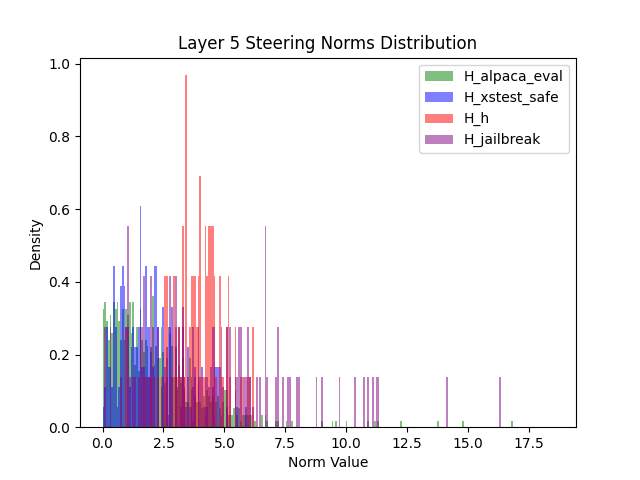 Layer 5 Steering Norms Distribution
H_alpaca_eval
H_xstest_safe
H_h
H_jailbreak
1.0
0.8
0.6
0.4
0.2
0.0
Density
0.0 2.5 5.0 7.5 10.0 12.5 15.0 17.5
Norm Value